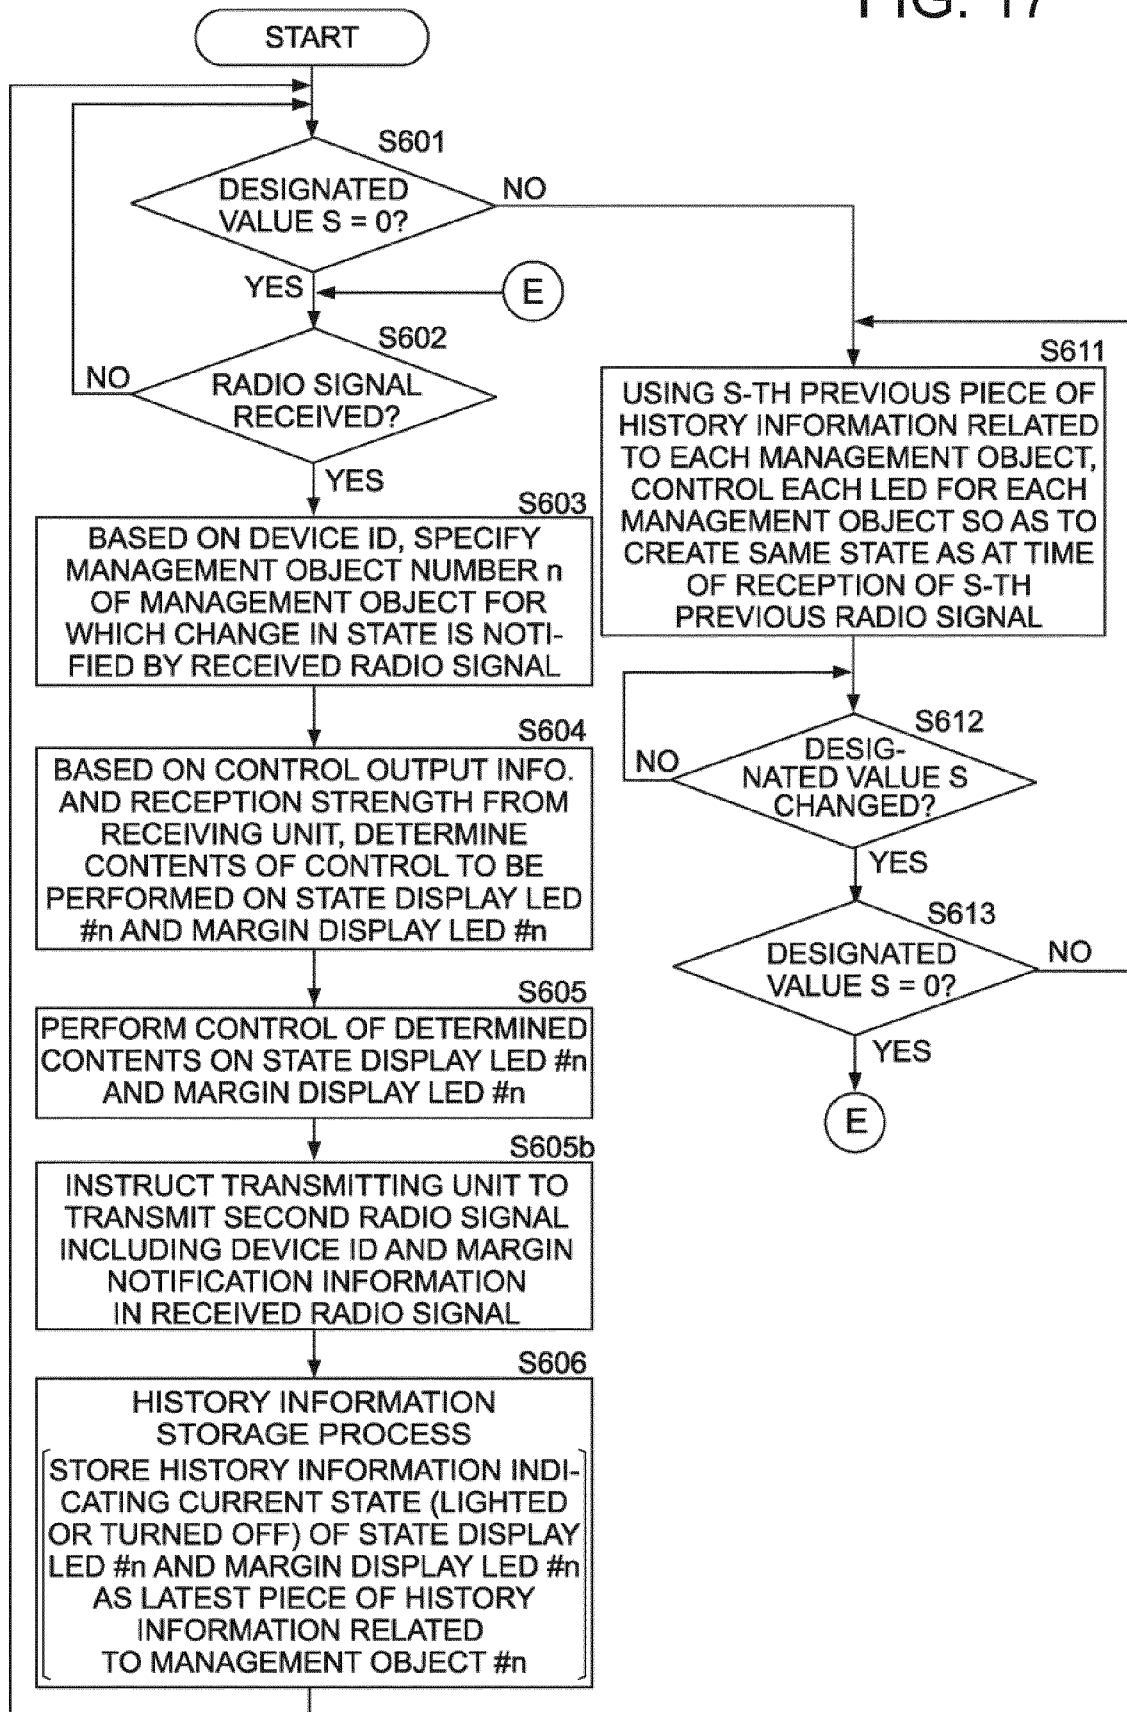 FIG. 17
START
S601
DESIGNATED
VALUE S = 0?
NO
YES
E
S602
RADIO SIGNAL
RECEIVED?
NO
YES
S603
BASED ON DEVICE ID, SPECIFY
MANAGEMENT OBJECT NUMBER n
OF MANAGEMENT OBJECT FOR
WHICH CHANGE IN STATE IS NOTI-
FIED BY RECEIVED RADIO SIGNAL
S604
BASED ON CONTROL OUTPUT INFO.
AND RECEPTION STRENGTH FROM
RECEIVING UNIT, DETERMINE
CONTENTS OF CONTROL TO BE
PERFORMED ON STATE DISPLAY LED
#n AND MARGIN DISPLAY LED #n
S605
PERFORM CONTROL OF DETERMINED
CONTENTS ON STATE DISPLAY LED #n
AND MARGIN DISPLAY LED #n
S605b
INSTRUCT TRANSMITTING UNIT TO
TRANSMIT SECOND RADIO SIGNAL
INCLUDING DEVICE ID AND MARGIN
NOTIFICATION INFORMATION
IN RECEIVED RADIO SIGNAL
S606
HISTORY INFORMATION
STORAGE PROCESS
STORE HISTORY INFORMATION INDI-
CATING CURRENT STATE (LIGHTED
OR TURNED OFF) OF STATE DISPLAY
LED #n AND MARGIN DISPLAY LED #n
AS LATEST PIECE OF HISTORY
INFORMATION RELATED
TO MANAGEMENT OBJECT #n
S611
USING S-TH PREVIOUS PIECE OF
HISTORY INFORMATION RELATED
TO EACH MANAGEMENT OBJECT,
CONTROL EACH LED FOR EACH
MANAGEMENT OBJECT SO AS TO
CREATE SAME STATE AS AT TIME
OF RECEPTION OF S-TH
PREVIOUS RADIO SIGNAL
S612
DESIG-
NATED VALUE S
CHANGED?
NO
YES
S613
DESIGNATED
VALUE S = 0?
NO
YES
E